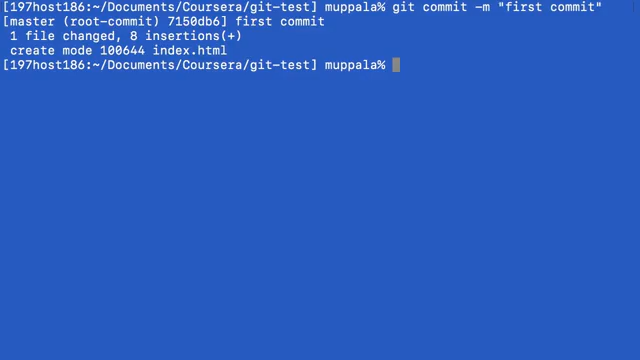 [197host186:~/Documents/Coursera/git-test] muppala% git commit -m "first commit"
[master (root-commit) 7150db6] first commit
 1 file changed, 8 insertions(+)
 create mode 100644 index.html
[197host186:~/Documents/Coursera/git-test] muppala%